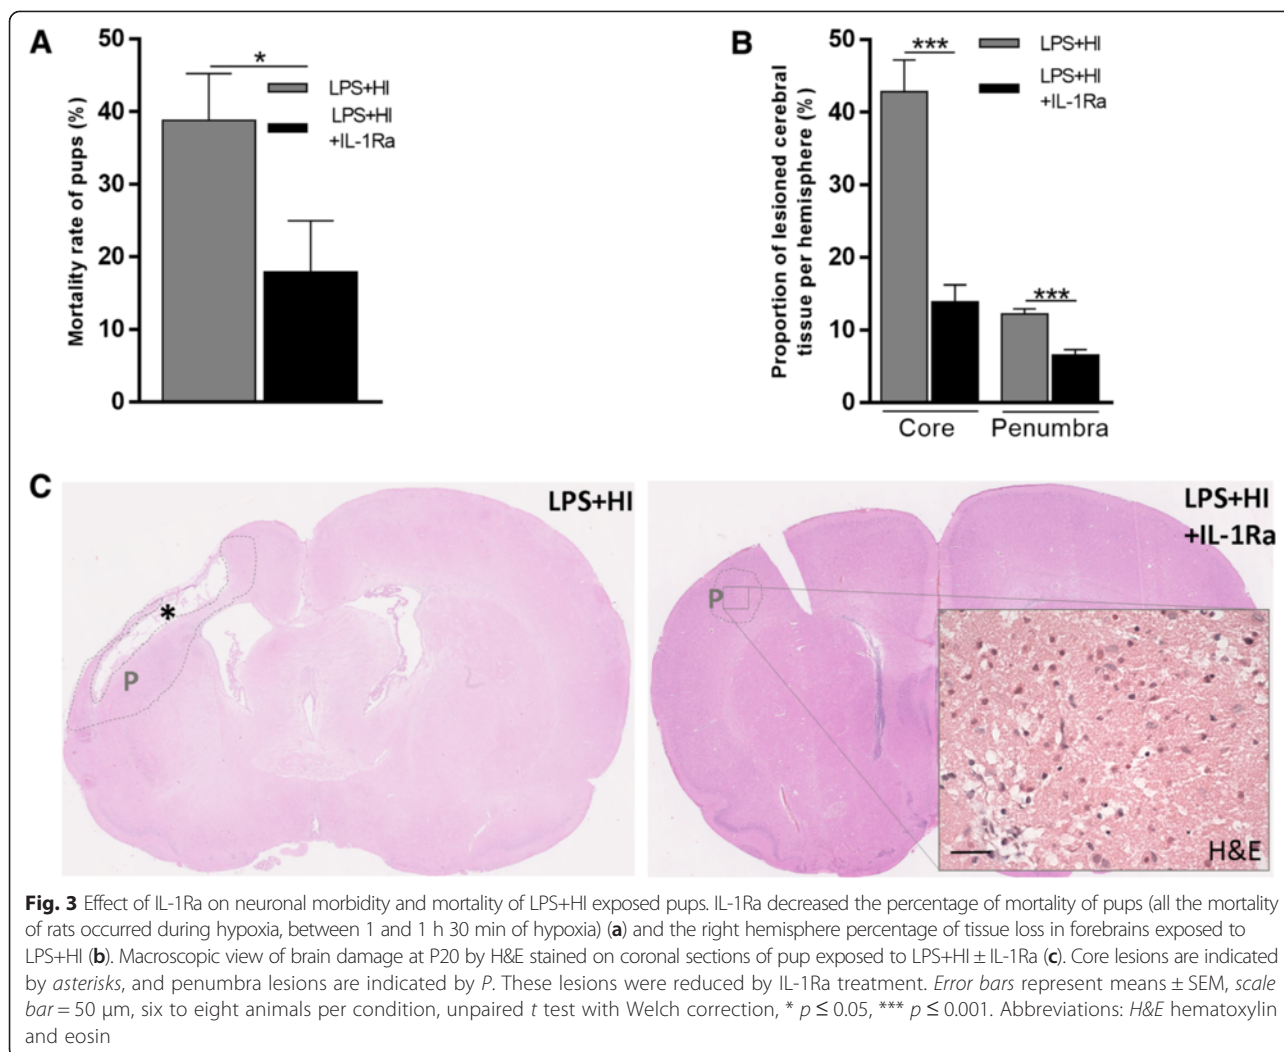 A
50
40
30
20
10
0
Mortality rate of pups (%)
*
LPS+HI
LPS+HI
+IL-1Ra
B
50
40
30
20
10
0
Proportion of lesioned cerebral
tissue per hemisphere (%)
***
***
LPS+HI
LPS+HI
+IL-1Ra
Core
Penumbra
C
LPS+HI
*
P
LPS+HI
+IL-1Ra
P
H&E
Fig. 3 Effect of IL-1Ra on neuronal morbidity and mortality of LPS+HI exposed pups. IL-1Ra decreased the percentage of mortality of pups (all the mortality
of rats occurred during hypoxia, between 1 and 1 h 30 min of hypoxia) (a) and the right hemisphere percentage of tissue loss in forebrains exposed to
LPS+HI (b). Macroscopic view of brain damage at P20 by H&E stained on coronal sections of pup exposed to LPS+HI ± IL-1Ra (c). Core lesions are indicated
by asterisks, and penumbra lesions are indicated by P. These lesions were reduced by IL-1Ra treatment. Error bars represent means ± SEM, scale
bar = 50 μm, six to eight animals per condition, unpaired t test with Welch correction, * p ≤ 0.05, *** p ≤ 0.001. Abbreviations: H&E hematoxylin
and eosin